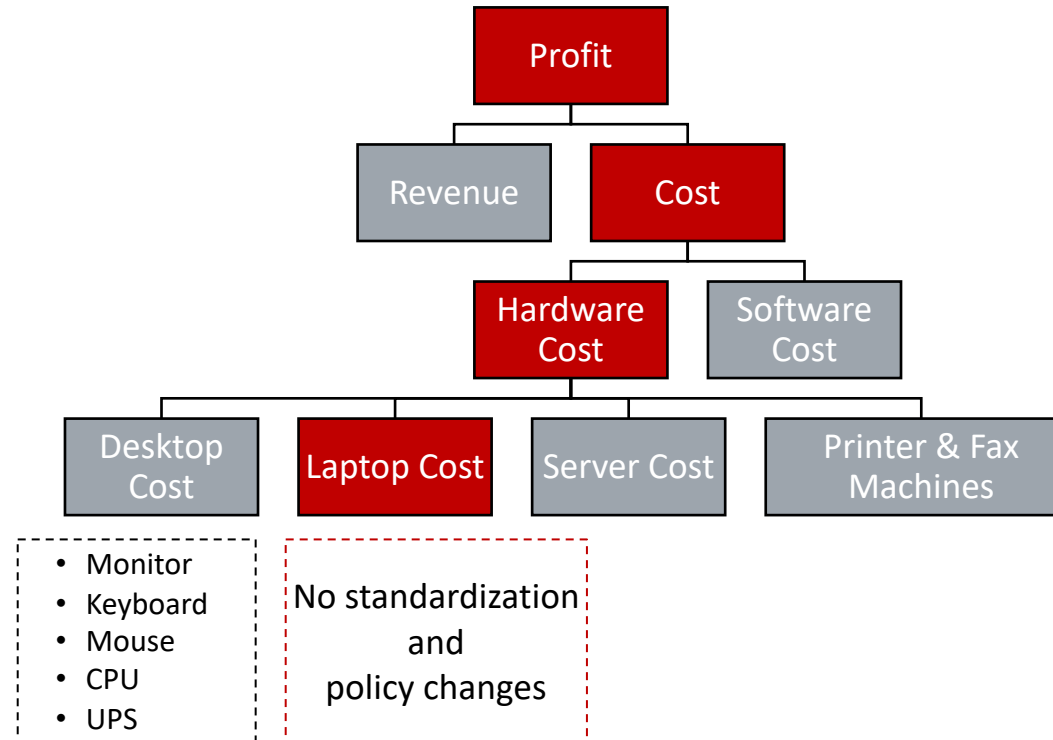 Profit
Revenue
Cost
Hardware
Cost
Software
Cost
Desktop
Cost
Laptop Cost
Server Cost
Printer & Fax
Machines
• Monitor
• Keyboard
• Mouse
• CPU
• UPS
No standardization
and
policy changes